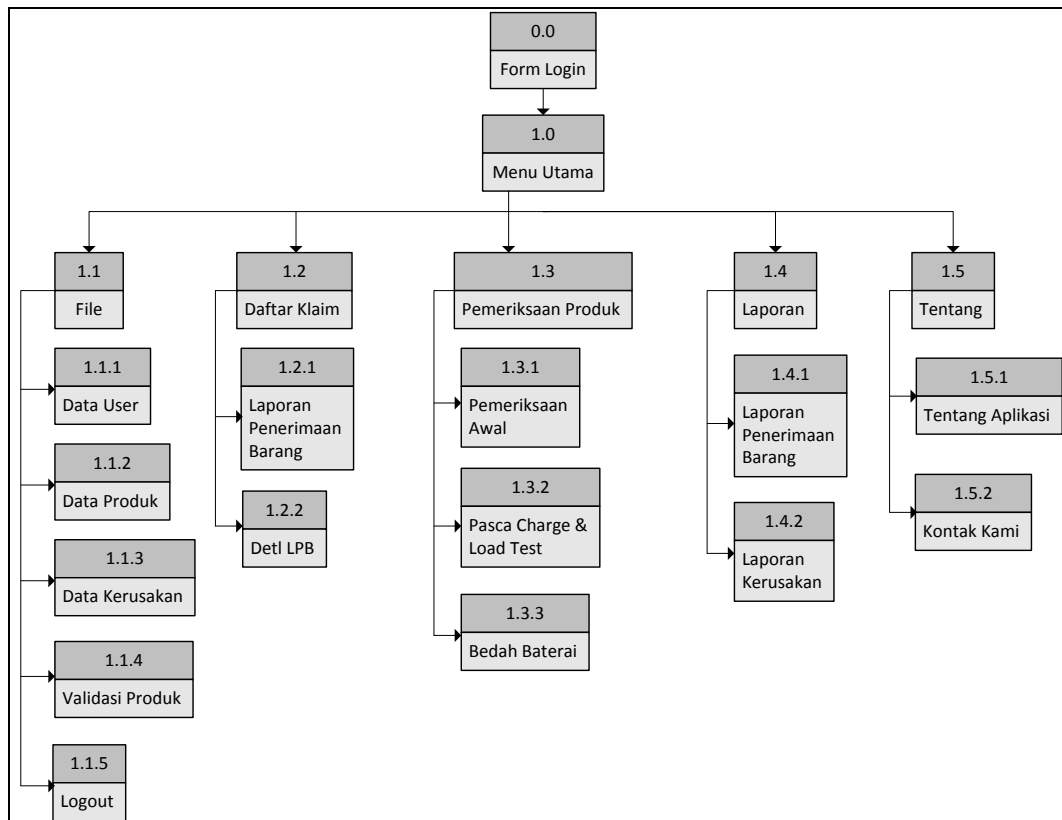 0.0
Form Login
1.0
Menu Utama
1.1
File
1.1.1
Data User
1.1.2
Data Produk
1.1.3
Data Kerusakan
1.1.4
Validasi Produk
1.1.5
Logout
1.2
Daftar Klaim
1.2.1
Laporan
Penerimaan
Barang
1.2.2
Detl LPB
1.3
Pemeriksaan Produk
1.3.1
Pemeriksaan
Awal
1.3.2
Pasca Charge &
Load Test
1.3.3
Bedah Baterai
1.4
Laporan
1.4.1
Laporan
Penerimaan
Barang
1.4.2
Laporan
Kerusakan
1.5
Tentang
1.5.1
Tentang Aplikasi
1.5.2
Kontak Kami